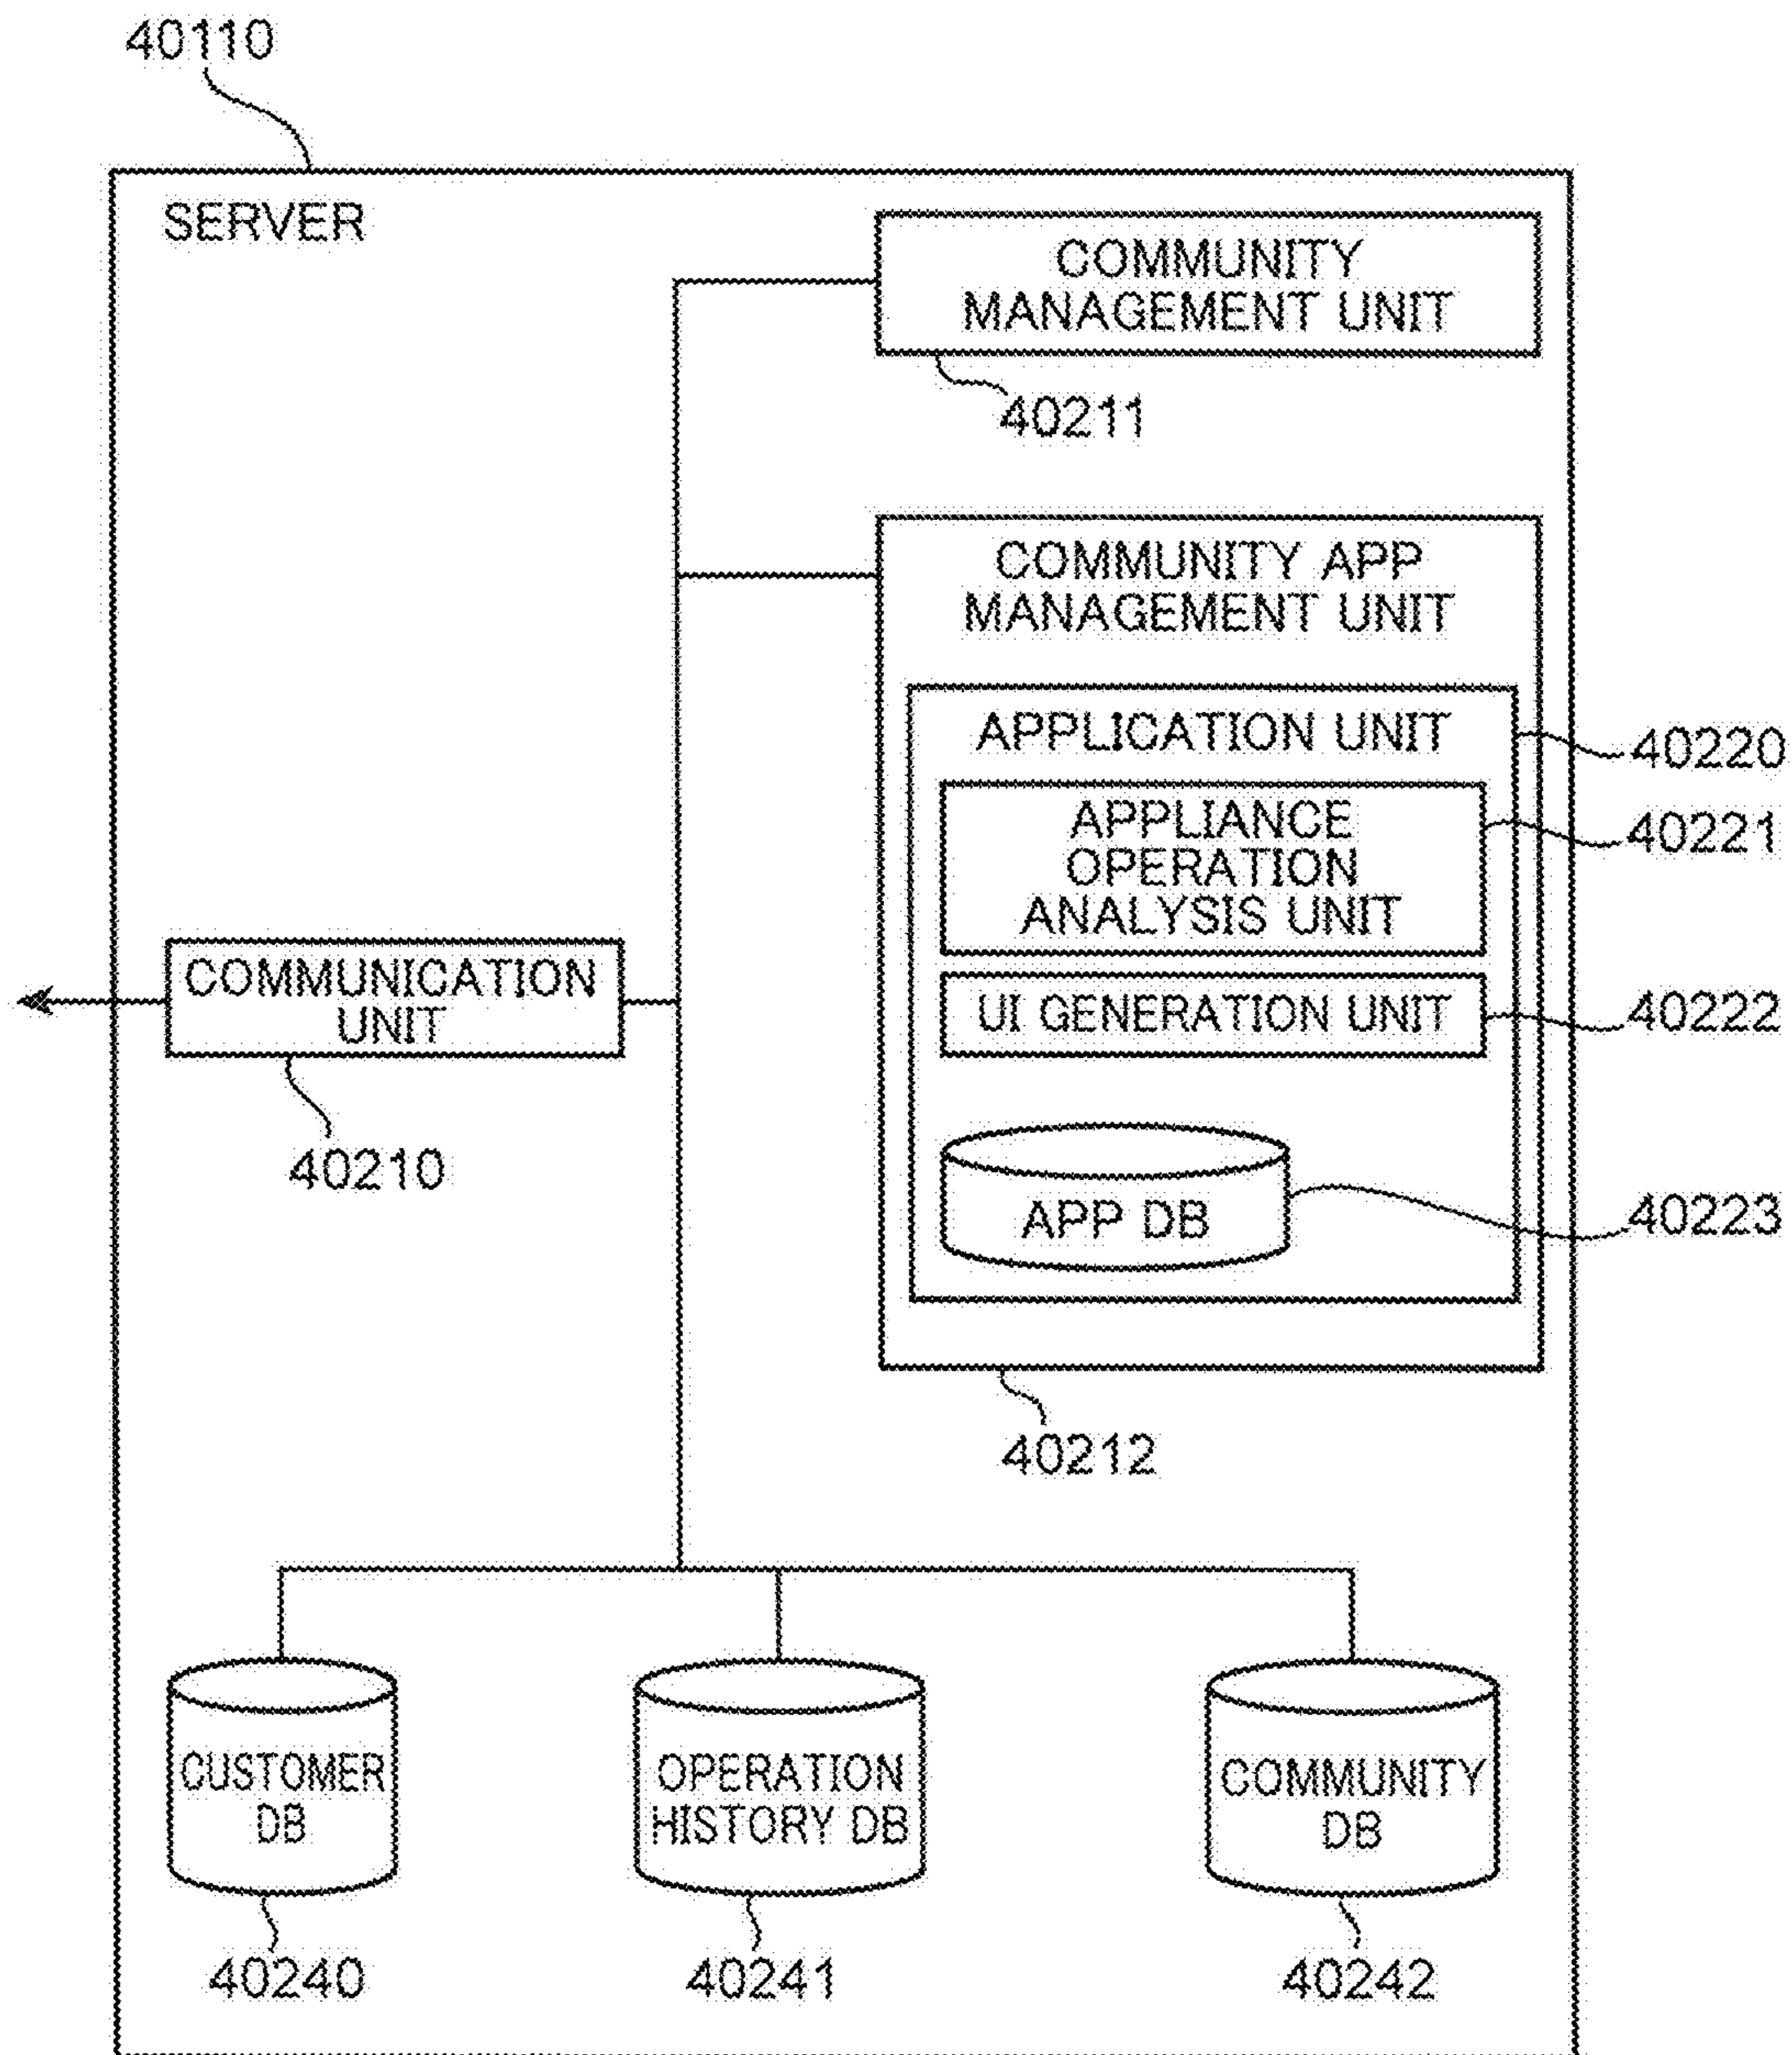 40110
SERVER
COMMUNITY
MANAGEMENT UNIT
40211
COMMUNITY APP
MANAGEMENT UNIT
APPLICATION UNIT
40220
APPLIANCE
OPERATION
ANALYSIS UNIT
40221
UI GENERATION UNIT
40222
COMMUNICATION
UNIT
40210
APP DB
40223
40212
CUSTOMER
DB
OPERATION
HISTORY DB
COMMUNITY
DB
40240
40241
40242